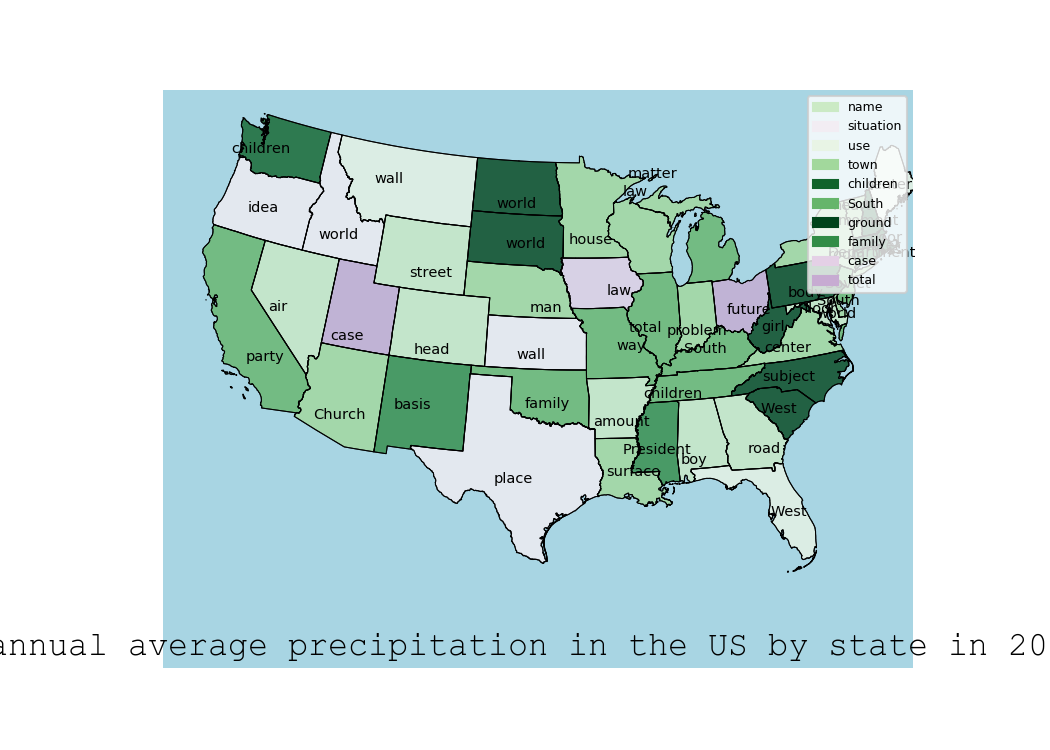 name
situation
use
town
children
South
ground
family
case
total
children
wall
matter
law
idea
world
world
world
house
street
law
air
man
case
head
wall
party
total
way
problem
South
future
girl
center
world
Church
basis
family
children
subject
West
amount
President
boy
road
surface
place
West
annual average precipitation in the US by state in 20